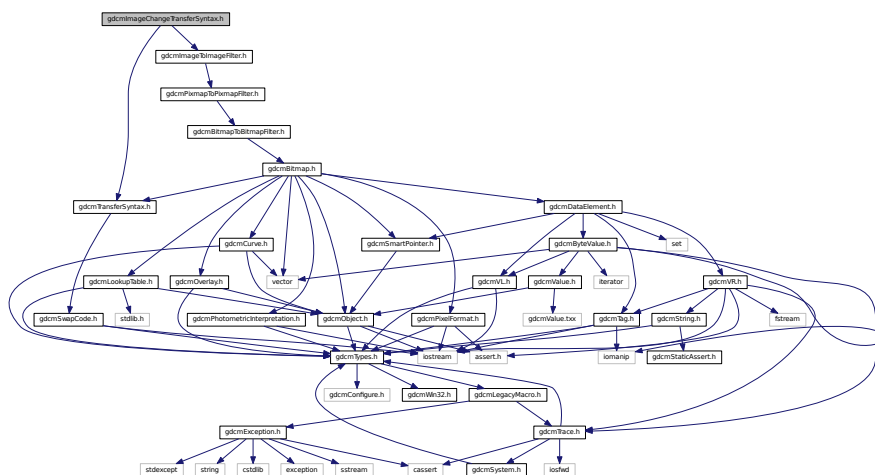 gdcmImageChangeTransferSyntax.h
gdcmImageToImageFilter.h
gdcmPixmapToPixmapFilter.h
gdcmBitmapToBitmapFilter.h
gdcmBitmap.h
gdcmTransferSyntax.h
gdcmDataElement.h
gdcmCurve.h
gdcmSmartPointer.h
gdcmByteValue.h
set
gdcmLookupTable.h
gdcmOverlay.h
vector
gdcmVL.h
gdcmValue.h
iterator
gdcmVR.h
gdcmSwapCode.h
stdlib.h
gdcmPhotometricInterpretation.h
gdcmObject.h
gdcmPixelFormat.h
gdcmValue.txx
gdcmTag.h
gdcmString.h
fstream
gdcmTypes.h
iostream
assert.h
iomanip
gdcmStaticAssert.h
gdcmConfigure.h
gdcmWin32.h
gdcmLegacyMacro.h
gdcmException.h
gdcmTrace.h
stdexcept
string
cstdlib
exception
sstream
cassert
gdcmSystem.h
iosfwd